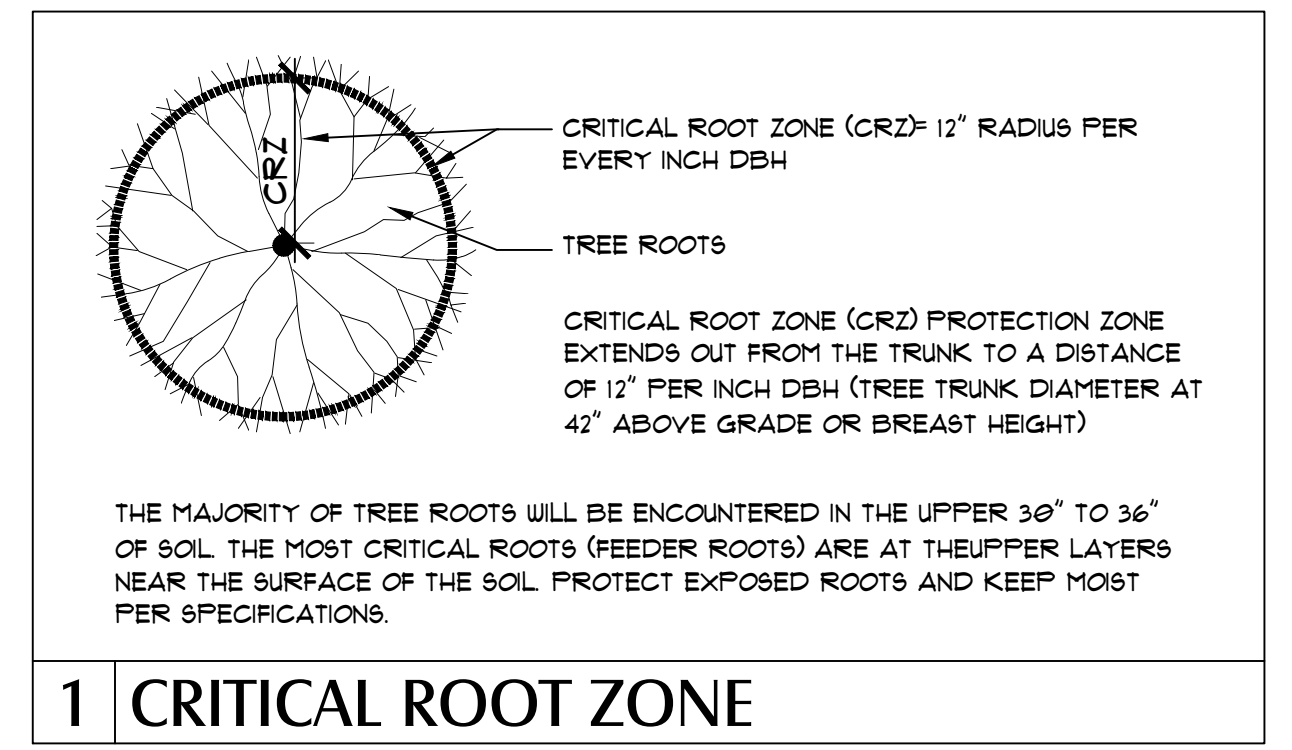 CRZ
CRITICAL ROOT ZONE (CRZ)= 12" RADIUS PER
EVERY INCH DBH
TREE ROOTS
CRITICAL ROOT ZONE (CRZ) PROTECTION ZONE
EXTENDS OUT FROM THE TRUNK TO A DISTANCE
OF 12" PER INCH DBH (TREE TRUNK DIAMETER AT
42" ABOVE GRADE OR BREAST HEIGHT)
THE MAJORITY OF TREE ROOTS WILL BE ENCOUNTERED IN THE UPPER 30" TO 36"
OF SOIL. THE MOST CRITICAL ROOTS (FEEDER ROOTS) ARE AT THEUPPER LAYERS
NEAR THE SURFACE OF THE SOIL. PROTECT EXPOSED ROOTS AND KEEP MOIST
PER SPECIFICATIONS.
1 CRITICAL ROOT ZONE